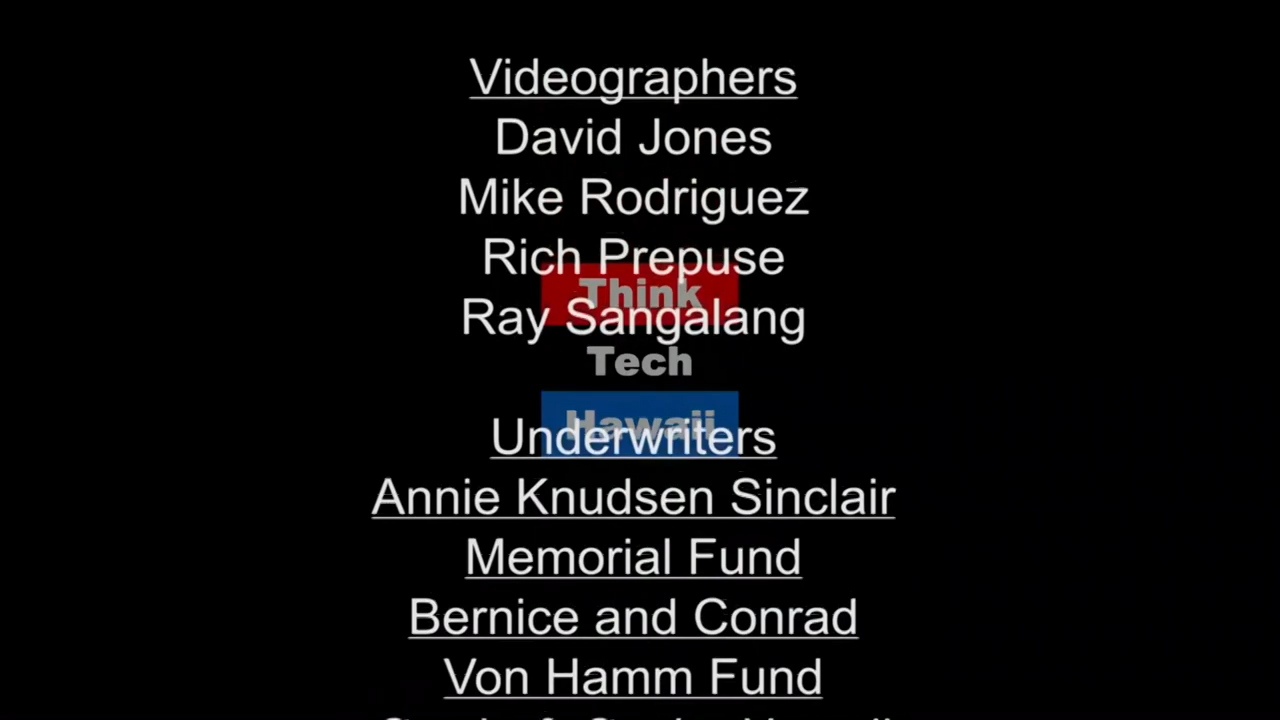 Videographers
David Jones
Mike Rodriguez
Rich Prepuse
Think
Ray Sangalang
Tech
Hawaii
Underwriters
Annie Knudsen Sinclair
Memorial Fund
Bernice and Conrad
Von Hamm Fund